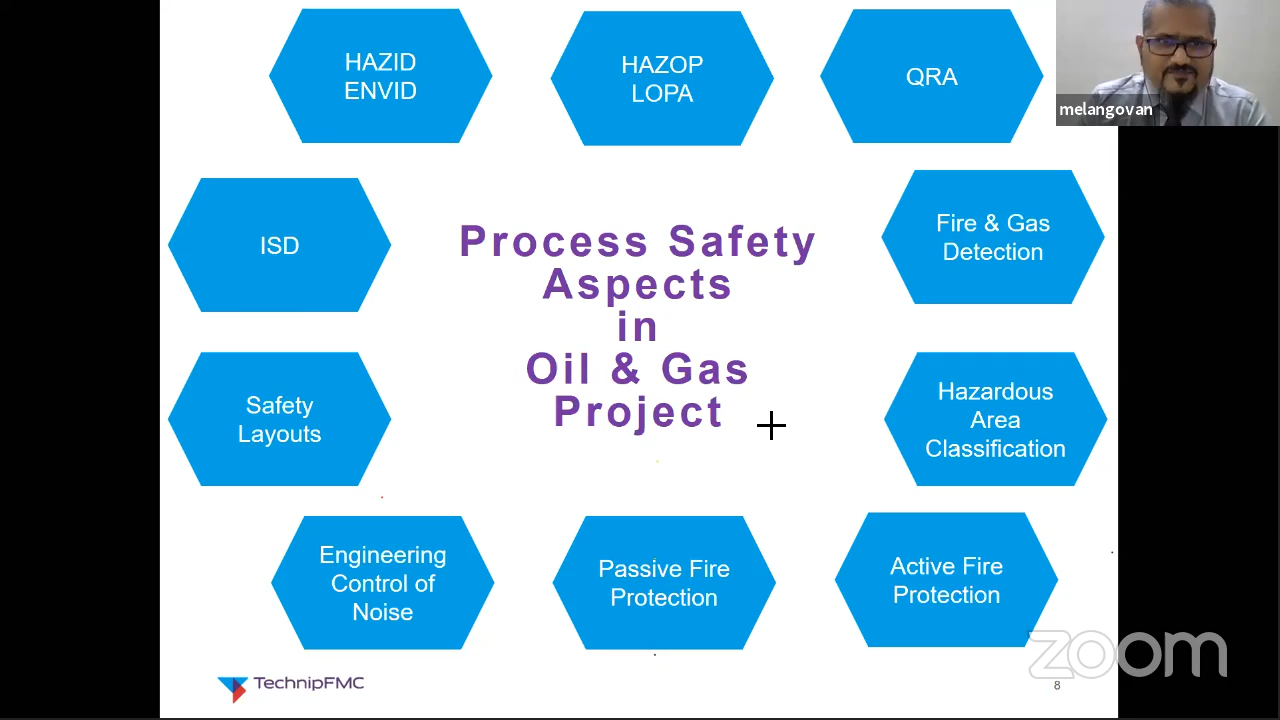 HAZID
ENVID
HAZOP
LOPA
QRA
melangovan
ISD
Process Safety
Aspects
in
Oil & Gas
Project
Fire & Gas
Detection
Safety
Layouts
Hazardous
Area
Classification
Engineering
Control of
Noise
Passive Fire
Protection
Active Fire
Protection
zoom
TechnipFMC
8